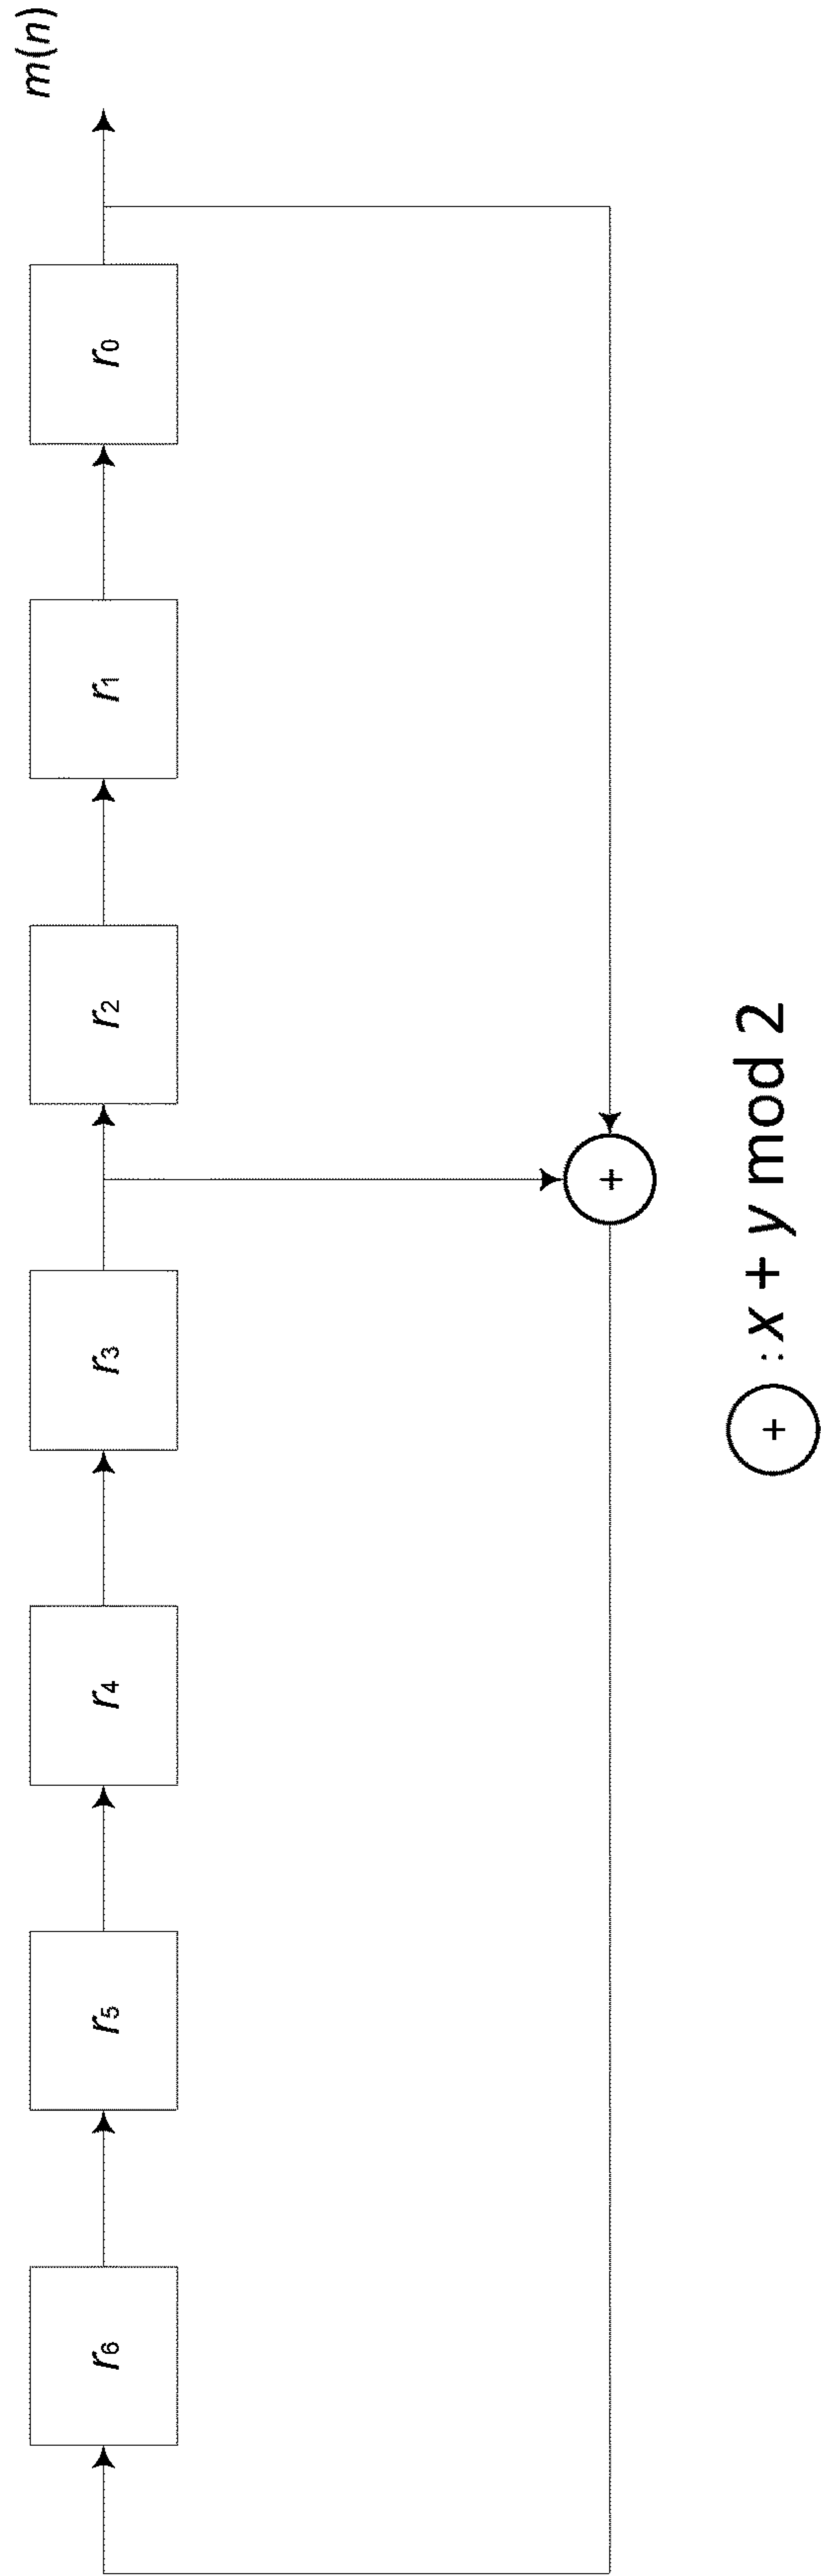 m(n)
r6
r5
r4
r3
r2
r1
r0
+
+ : x + y mod 2